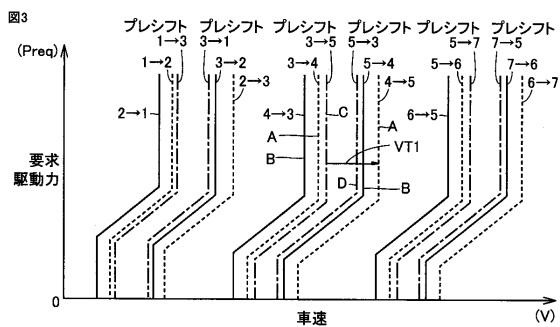 図3
(Preq)
プレシフト プレシフト プレシフト プレシフト プレシフト プレシフト
1→3 3→1 3→5 5→3 5→7 7→5
1→2 3→2 3→4 5→4 5→6 7→6
2→3 4→5 6→7
2→1 4→3 6→5
C
A A
VT1
B
D B
要求
駆動力
0
車速
(V)